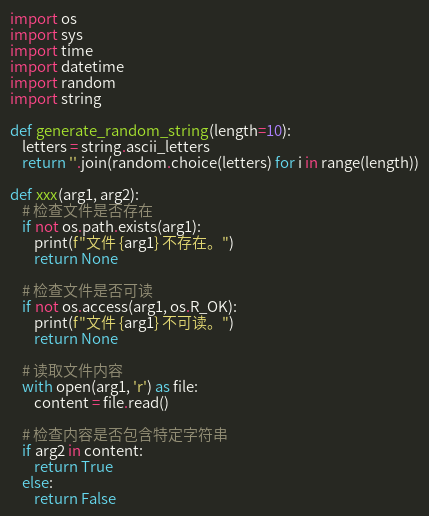 import os
import sys
import time
import datetime
import random
import string

def generate_random_string(length=10):
    letters = string.ascii_letters
    return ''.join(random.choice(letters) for i in range(length))

def xxx(arg1, arg2):
    # 检查文件是否存在
    if not os.path.exists(arg1):
        print(f"文件 {arg1} 不存在。")
        return None

    # 检查文件是否可读
    if not os.access(arg1, os.R_OK):
        print(f"文件 {arg1} 不可读。")
        return None

    # 读取文件内容
    with open(arg1, 'r') as file:
        content = file.read()

    # 检查内容是否包含特定字符串
    if arg2 in content:
        return True
    else:
        return False